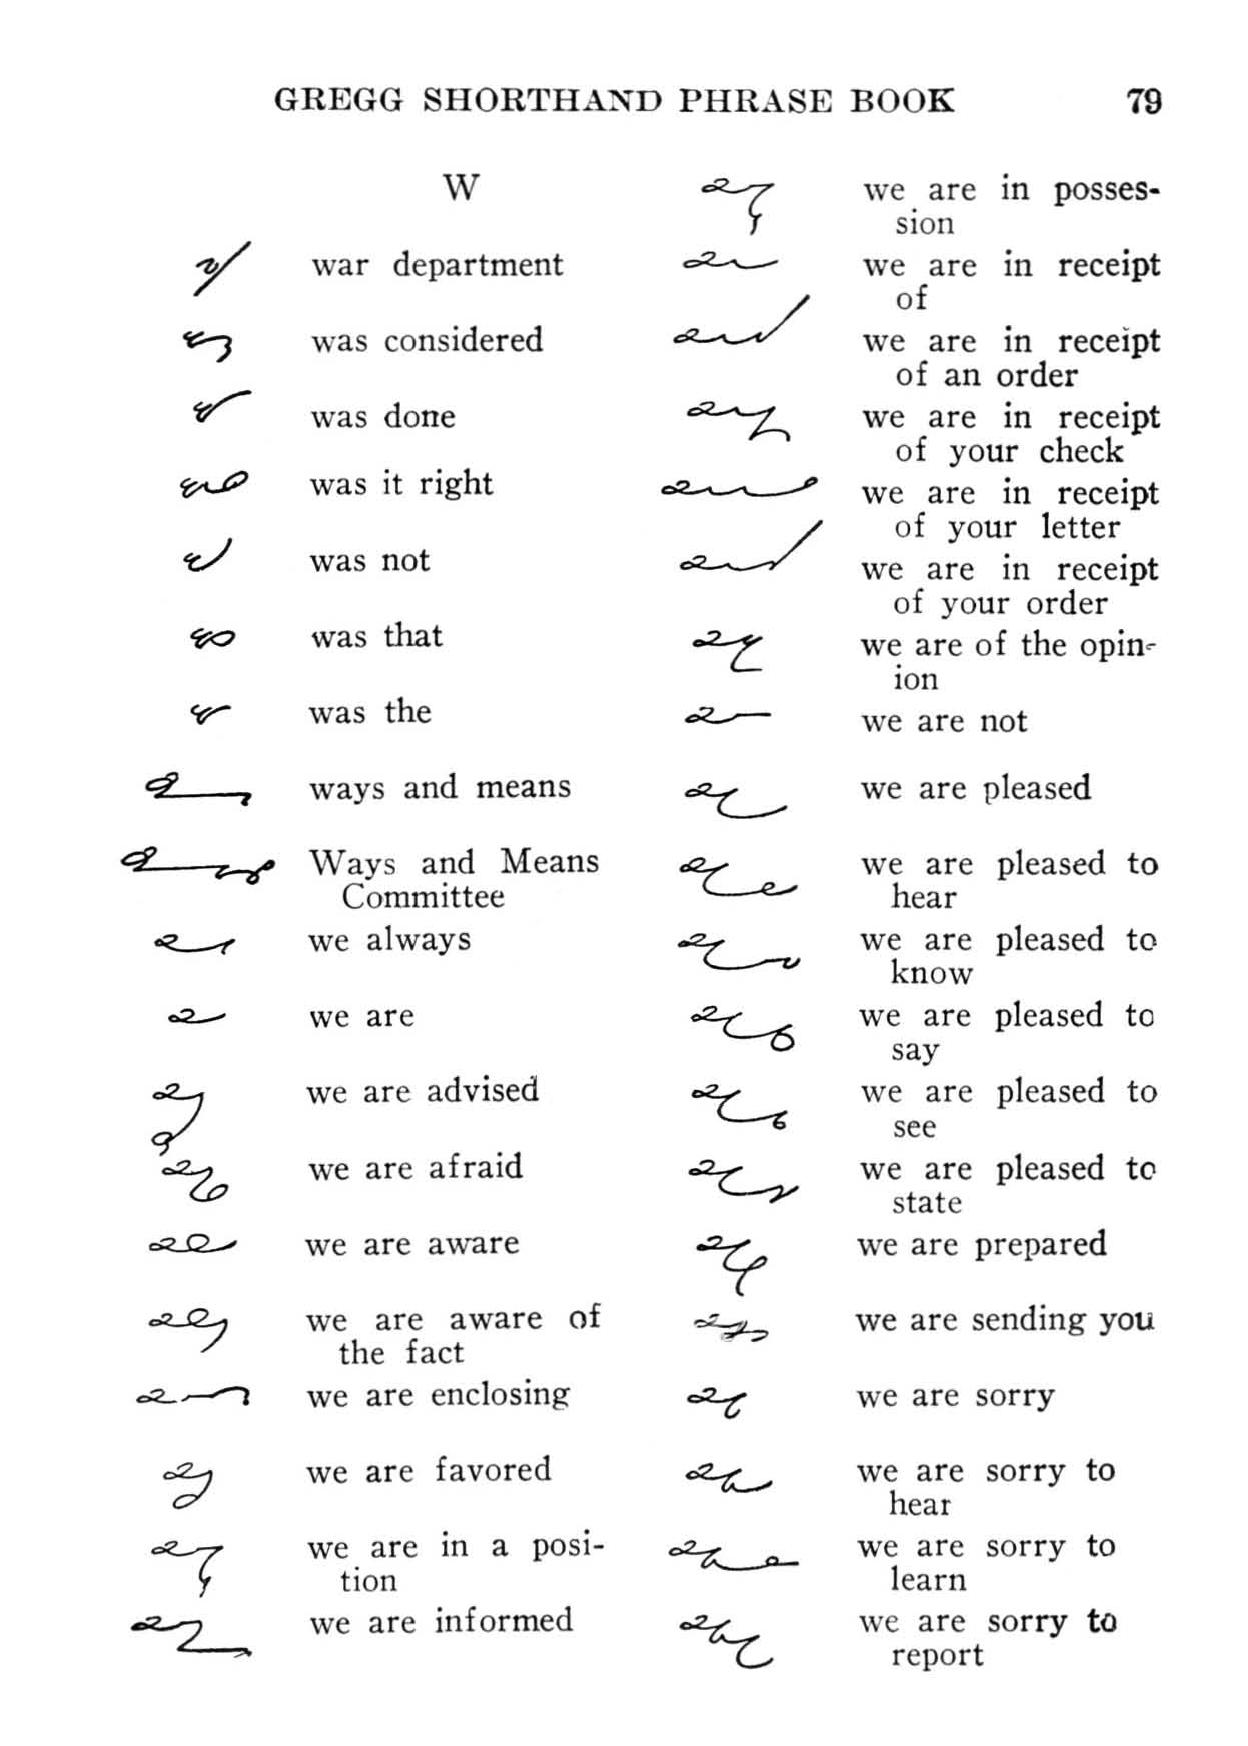 GREGG SHORTHAND PHRASE BOOK 79
W
war department
was considered
was done
was it right
was not
was that
was the
ways and means
Ways and Means
Committee
we always
we are
we are advised
we are afraid
we are aware
we are aware of
the fact
we are enclosing
we are favored
we are in a posi-
tion
we are informed
we are in posses-
sion
we are in receipt
of
we are in receipt
of an order
we are in receipt
of your check
we are in receipt
of your letter
we are in receipt
of your order
we are of the opin-
ion
we are not
we are pleased
we are pleased to
hear
we are pleased to
know
we are pleased to
say
we are pleased to
see
we are pleased to
state
we are prepared
we are sending you
we are sorry
we are sorry to
hear
we are sorry to
learn
we are sorry to
report